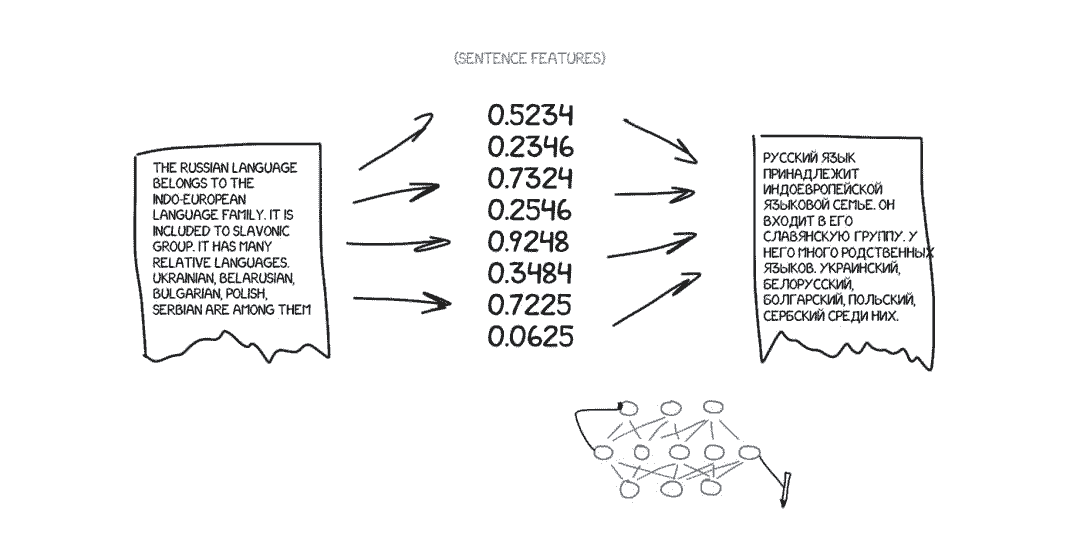 (SENTENCE FEATURES)
THE RUSSIAN LANGUAGE
BELONGS TO THE
INDO-EUROPEAN
LANGUAGE FAMILY. IT IS
INCLUDED TO SLAVONIC
GROUP. IT HAS MANY
RELATIVE LANGUAGES.
UKRAINIAN, BELARUSIAN,
BULGARIAN, POLISH,
SERBIAN ARE AMONG THEM
0.5234
0.2346
0.7324
0.2546
0.9248
0.3484
0.7225
0.0625
РУССКИЙ ЯЗЫК
ПРИНАДЛЕЖИТ
ИНДОЕВРОПЕЙСКОЙ
ЯЗЫКОВОЙ СЕМЬЕ. ОН
ВХОДИТ В ЕГО
СЛАВЯНСКУЮ ГРУППУ. У
НЕГО МНОГО РОДСТВЕННЫХ
ЯЗЫКОВ. УКРАИНСКИЙ,
БЕЛОРУССКИЙ,
БОЛГАРСКИЙ, ПОЛЬСКИЙ,
СЕРБСКИЙ СРЕДИ НИХ.